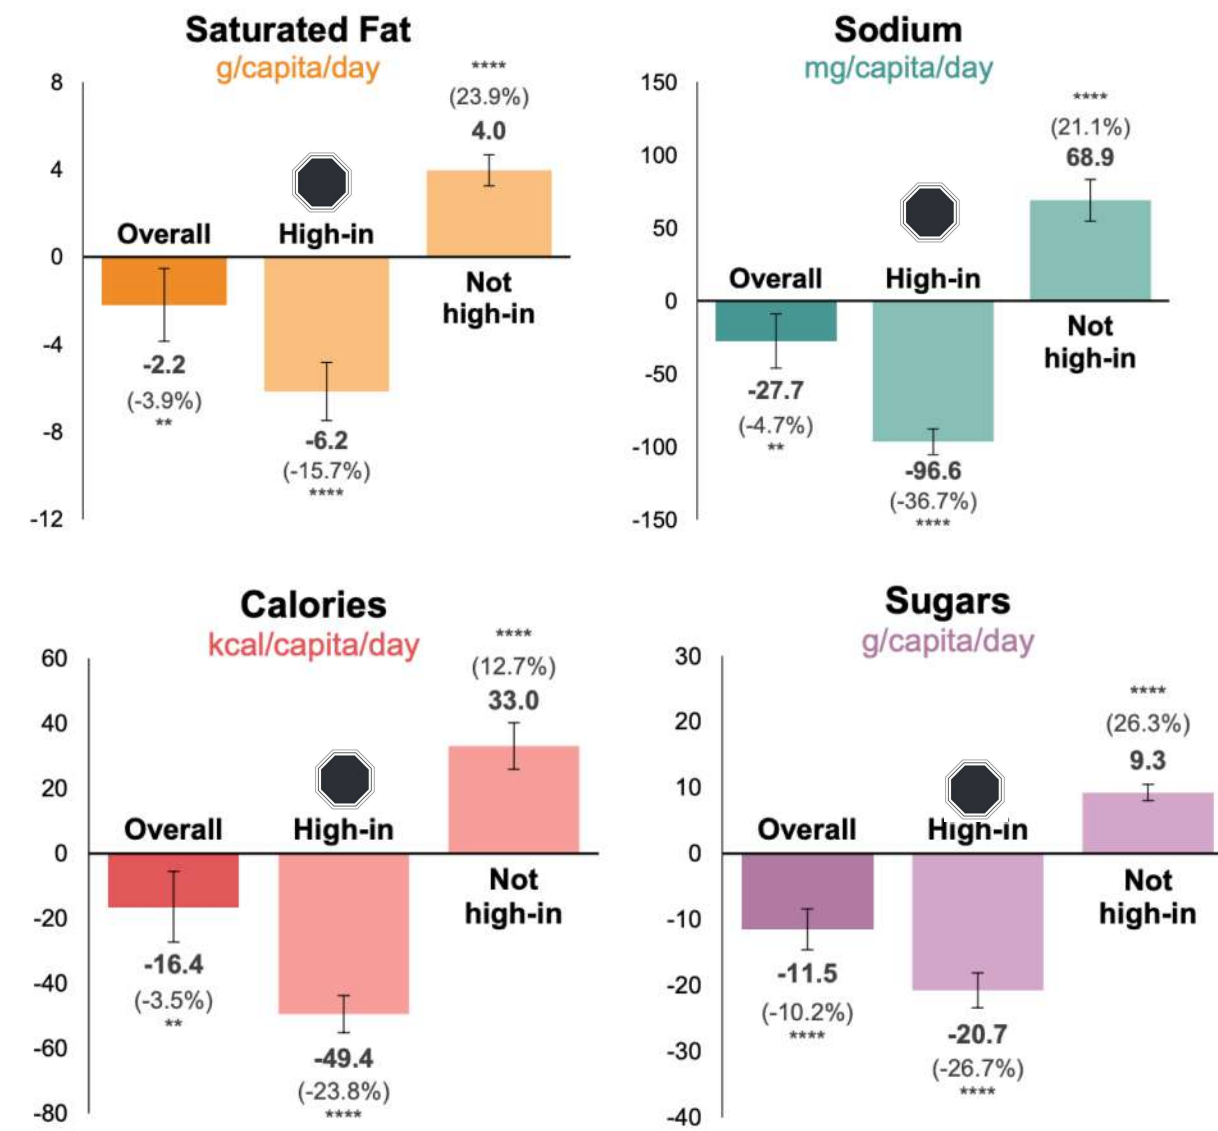 Saturated Fat
g/capita/day
8
4
0
-4
-8
-12
Overall
-2.2
(-3.9%)
**
High-in
-6.2
(-15.7%)
****
****
(23.9%)
4.0
Not
high-in
Sodium
mg/capita/day
150
100
50
0
-50
-100
-150
Overall
-27.7
(-4.7%)
**
High-in
-96.6
(-36.7%)
****
****
(21.1%)
68.9
Not
high-in
Calories
kcal/capita/day
60
40
20
0
-20
-40
-60
-80
Overall
-16.4
(-3.5%)
**
High-in
-49.4
(-23.8%)
****
****
(12.7%)
33.0
Not
high-in
Sugars
g/capita/day
30
20
10
0
-10
-20
-30
-40
Overall
-11.5
(-10.2%)
****
High-in
-20.7
(-26.7%)
****
****
(26.3%)
9.3
Not
high-in